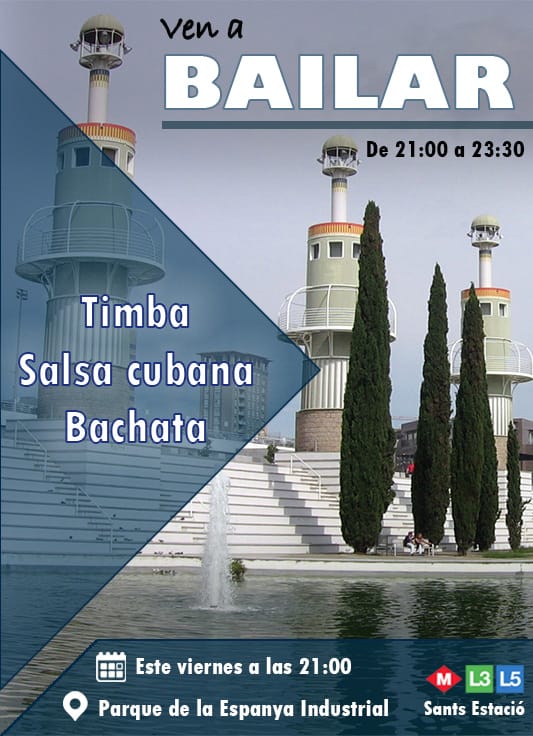 Ven a
BAILAR
De 21:00 a 23:30
Timba
Salsa cubana
Bachata
Este viernes a las 21:00
M L3 L5
Parque de la Espanya Industrial
Sants Estació